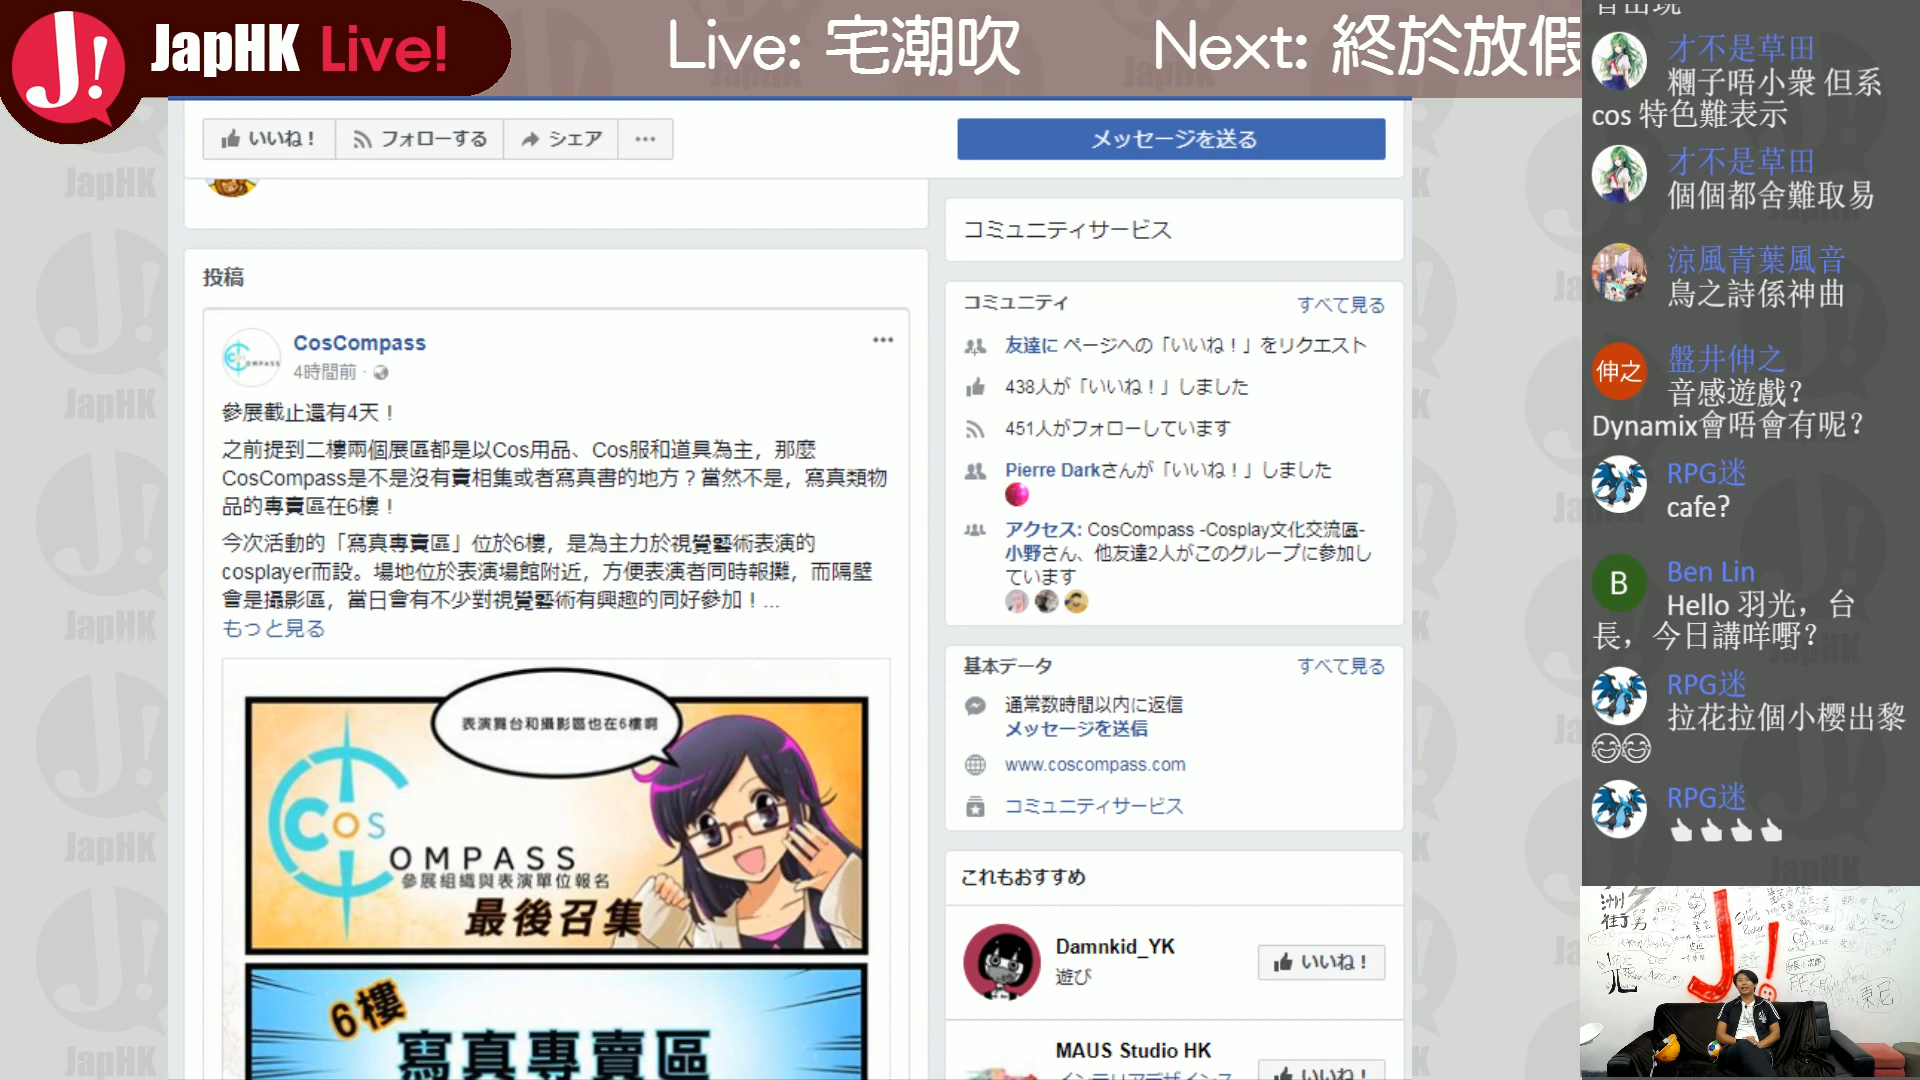 JapHK Live!
Live: 宅潮吹
Next: 終於放假
いいね！
フォローする
シェア
メッセージを送る
投稿
CosCompass
4時間前
參展截止還有4天！
之前提到二樓兩個展區都是以Cos用品、Cos服和道具為主，那麼
CosCompass是不是沒有賣相集或者寫真書的地方？當然不是，寫真類物
品的專賣區在6樓！
今次活動的「寫真專賣區」位於6樓，是為主力於視覺藝術表演的
cosplayer而設。場地位於表演場館附近，方便表演者同時報攤，而隔壁
會是攝影區，當日會有不少對視覺藝術有興趣的同好參加！...
もっと見る
表演舞台和攝影區也在6樓啊
COS
COMPASS
參展組織與表演單位報名
最後召集
6樓
寫真專賣區
コミュニティサービス
コミュニティ
すべて見る
友達に ページへの「いいね！」をリクエスト
438人が「いいね！」しました
451人がフォローしています
Pierre Darkさんが「いいね！」しました
アクセス: CosCompass -Cosplay文化交流區-
小野さん、他友達2人がこのグループに参加し
ています
基本データ
すべて見る
通常数時間以内に返信
メッセージを送信
www.coscompass.com
コミュニティサービス
これもおすすめ
Damnkid_YK
遊び
いいね！
MAUS Studio HK
いいね！
才不是草田
糷子唔小衆 但系
cos 特色難表示
才不是草田
個個都舍難取易
涼風青葉風音
鳥之詩係神曲
伸之
盤井伸之
音感遊戲？
Dynamix會唔會有呢？
RPG迷
cafe?
B
Ben Lin
Hello 羽光，台
長，今日講咩嘢？
RPG迷
拉花拉個小櫻出黎
😂😂
RPG迷
👍👍👍👍
JapHK